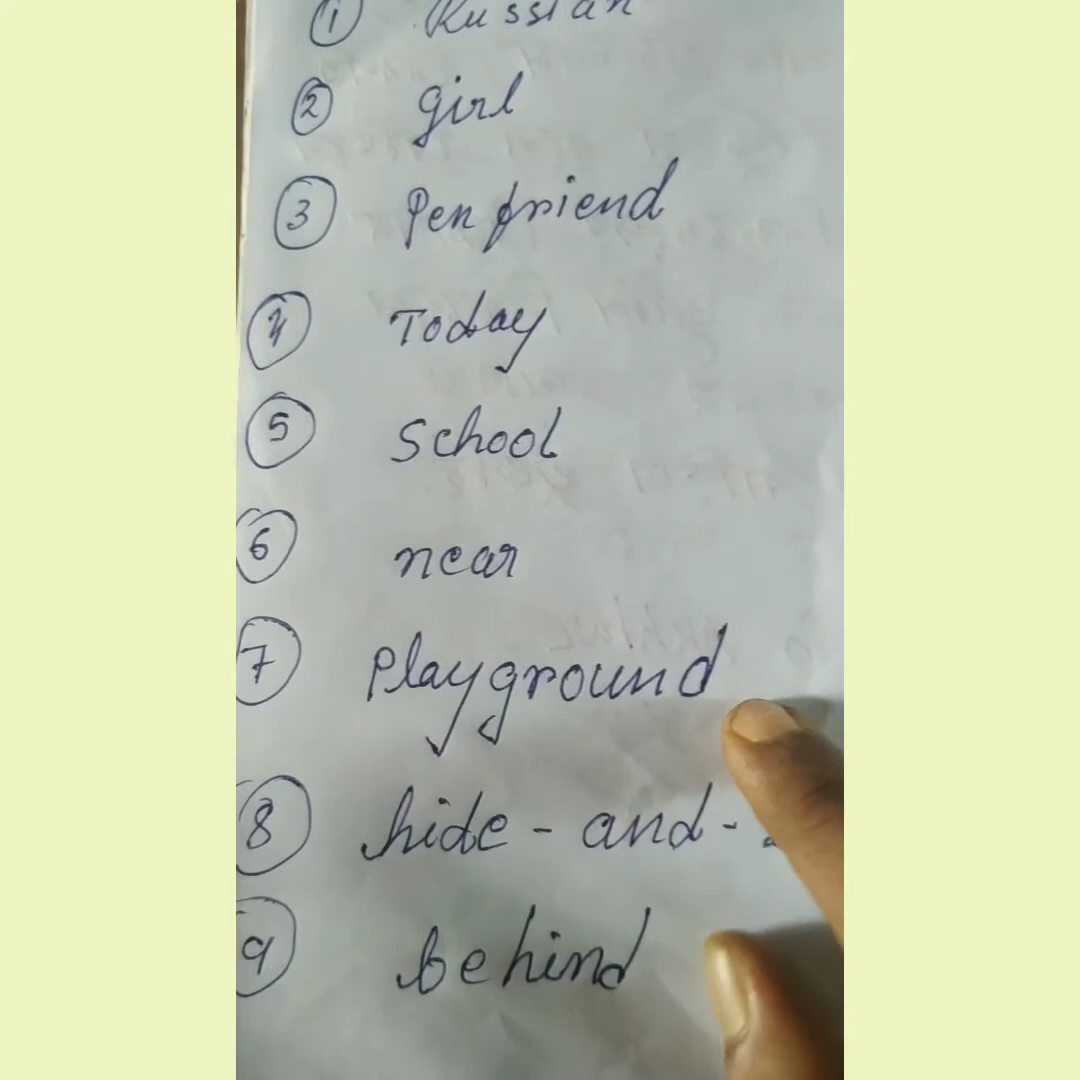 ① Russian
② girl
③ Pen friend
④ Today
⑤ School
⑥ near
⑦ Playground
⑧ hide - and -
⑨ behind